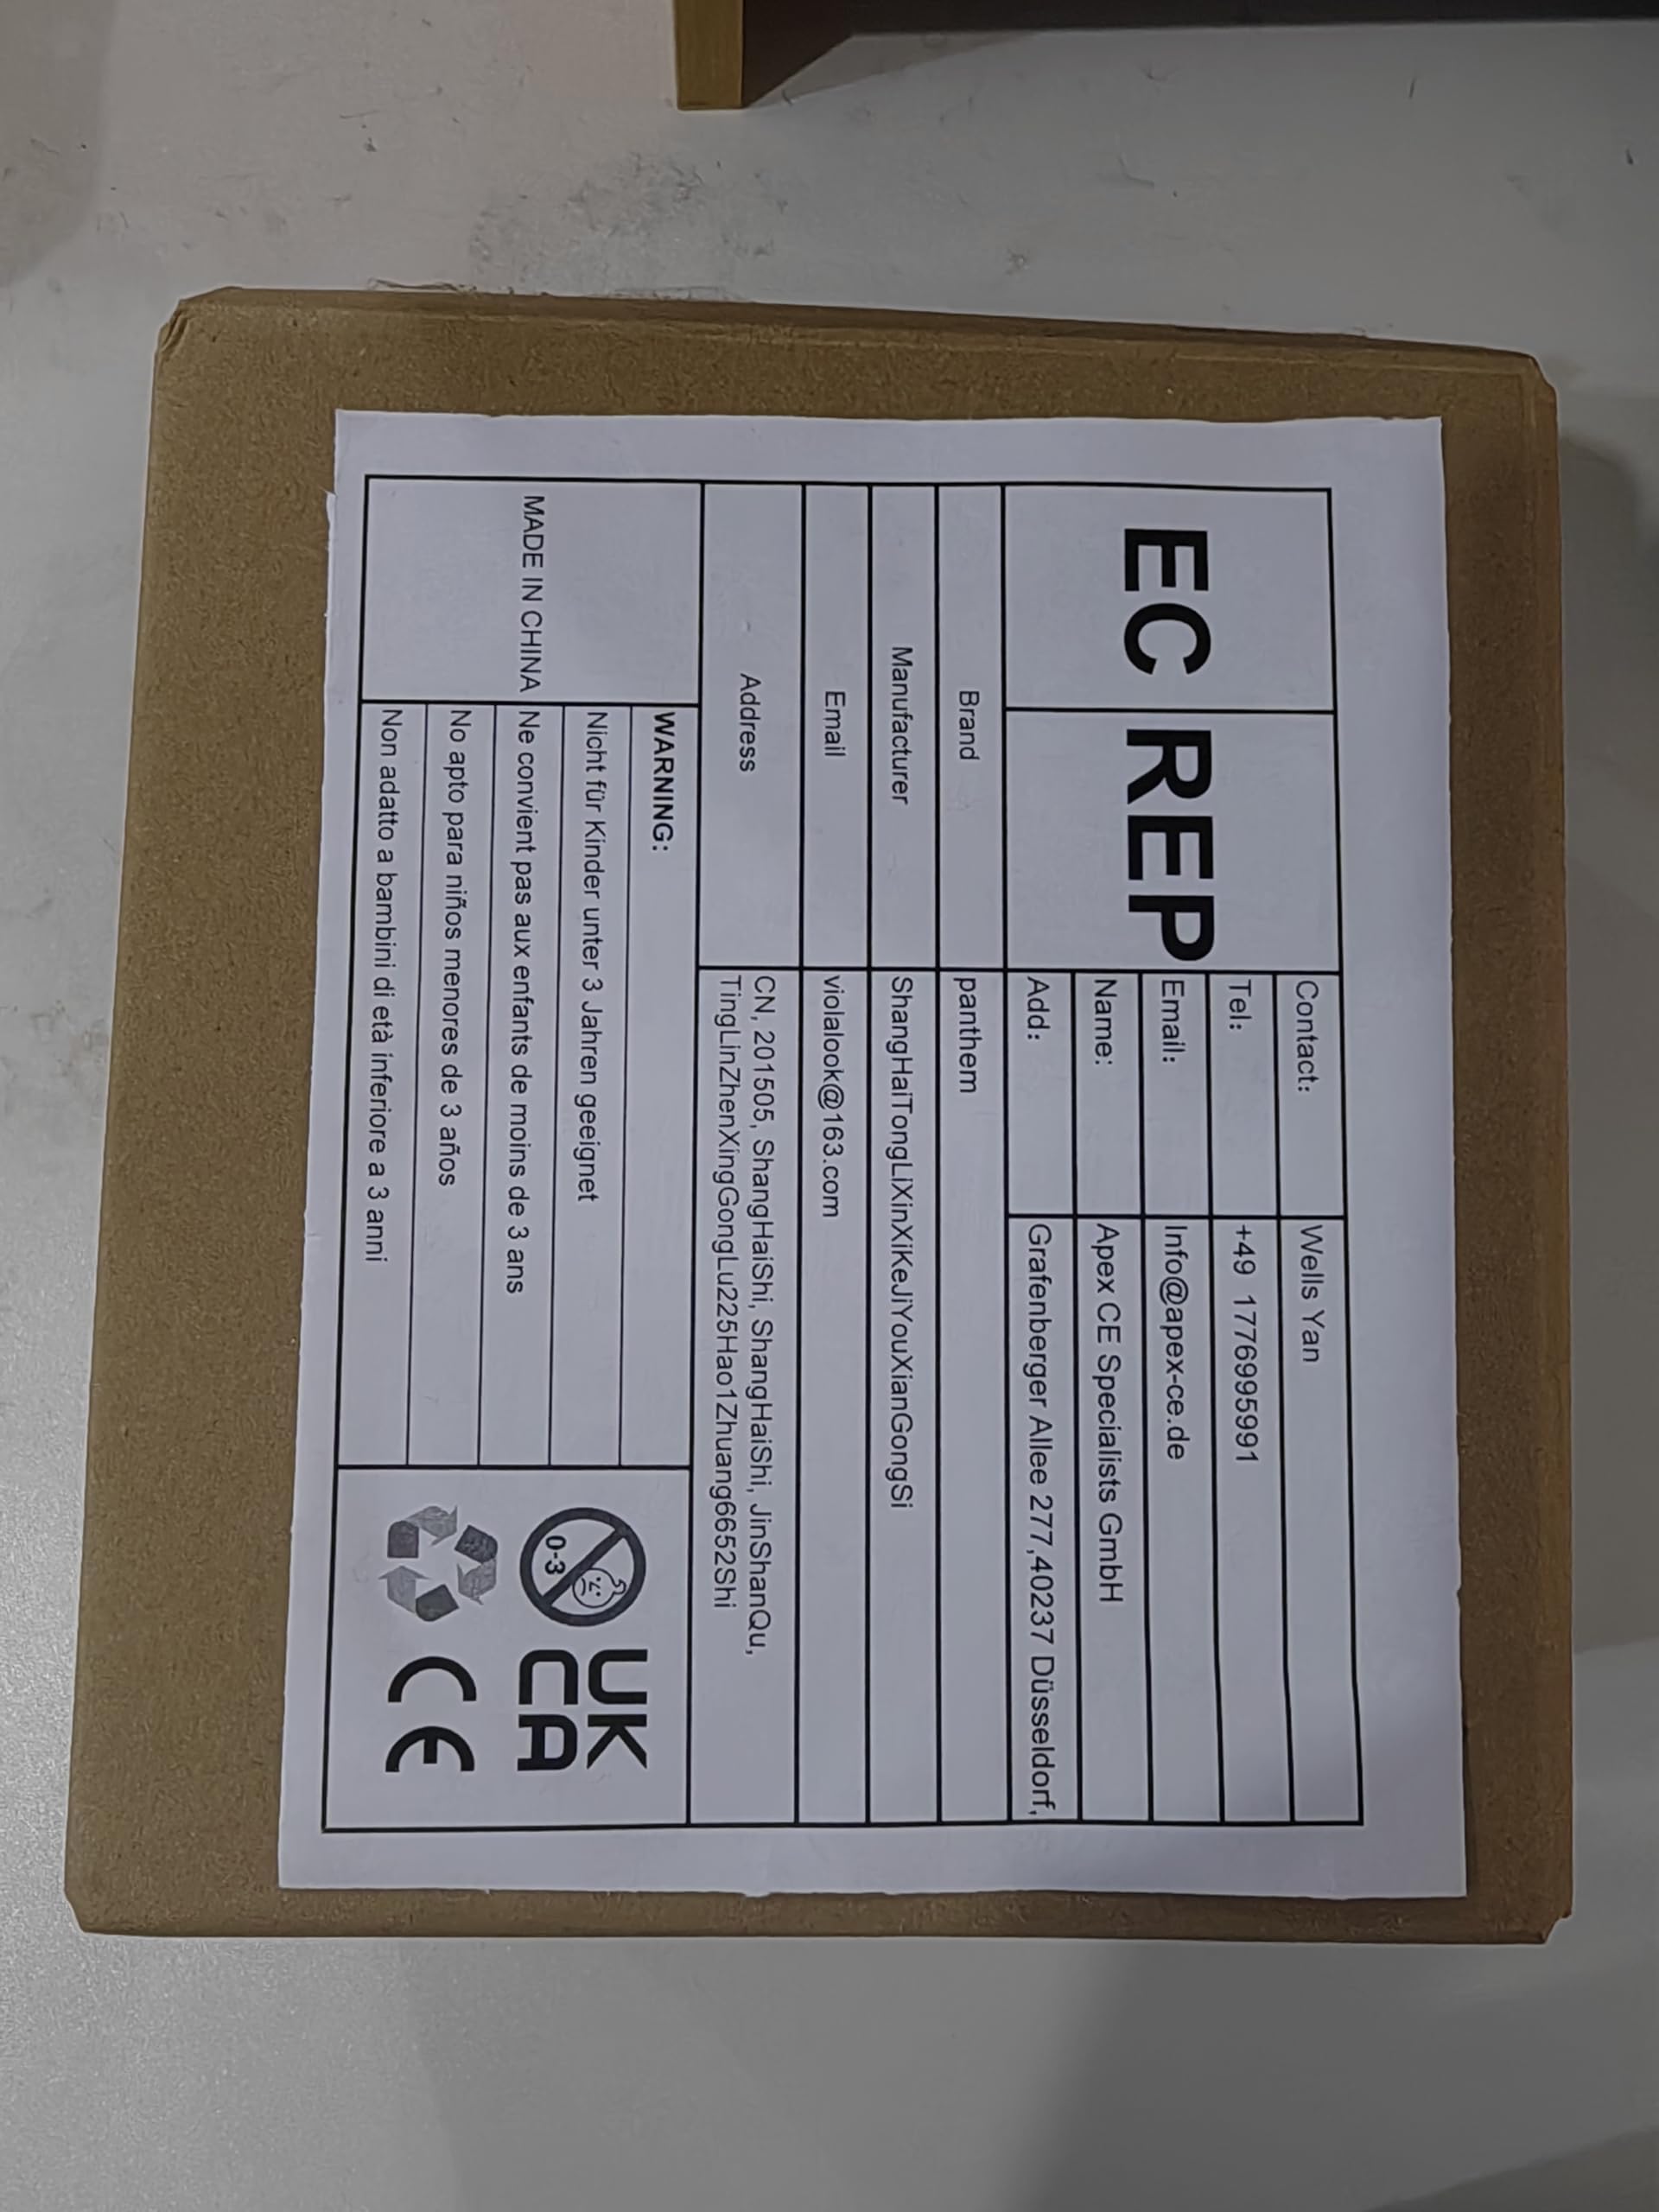 EC REP
Contact: Wells Yan
Tel: +49 1776995991
Email: Info@apex-ce.de
Name: Apex CE Specialists GmbH
Add: Grafenberger Allee 277,40237 Düsseldorf,
Brand panthem
Manufacturer ShangHaiTongLiXinXiKeJiYouXianGongSi
Email violalook@163.com
Address CN, 201505, ShangHaiShi, ShangHaiShi, JinShanQu,
TingLinZhenXingGongLu225Hao1Zhuang6652Shi
MADE IN CHINA
WARNING:
Nicht für Kinder unter 3 Jahren geeignet
Ne convient pas aux enfants de moins de 3 ans
No apto para niños menores de 3 años
Non adatto a bambini di età inferiore a 3 anni
0-3
UK
CA
CE